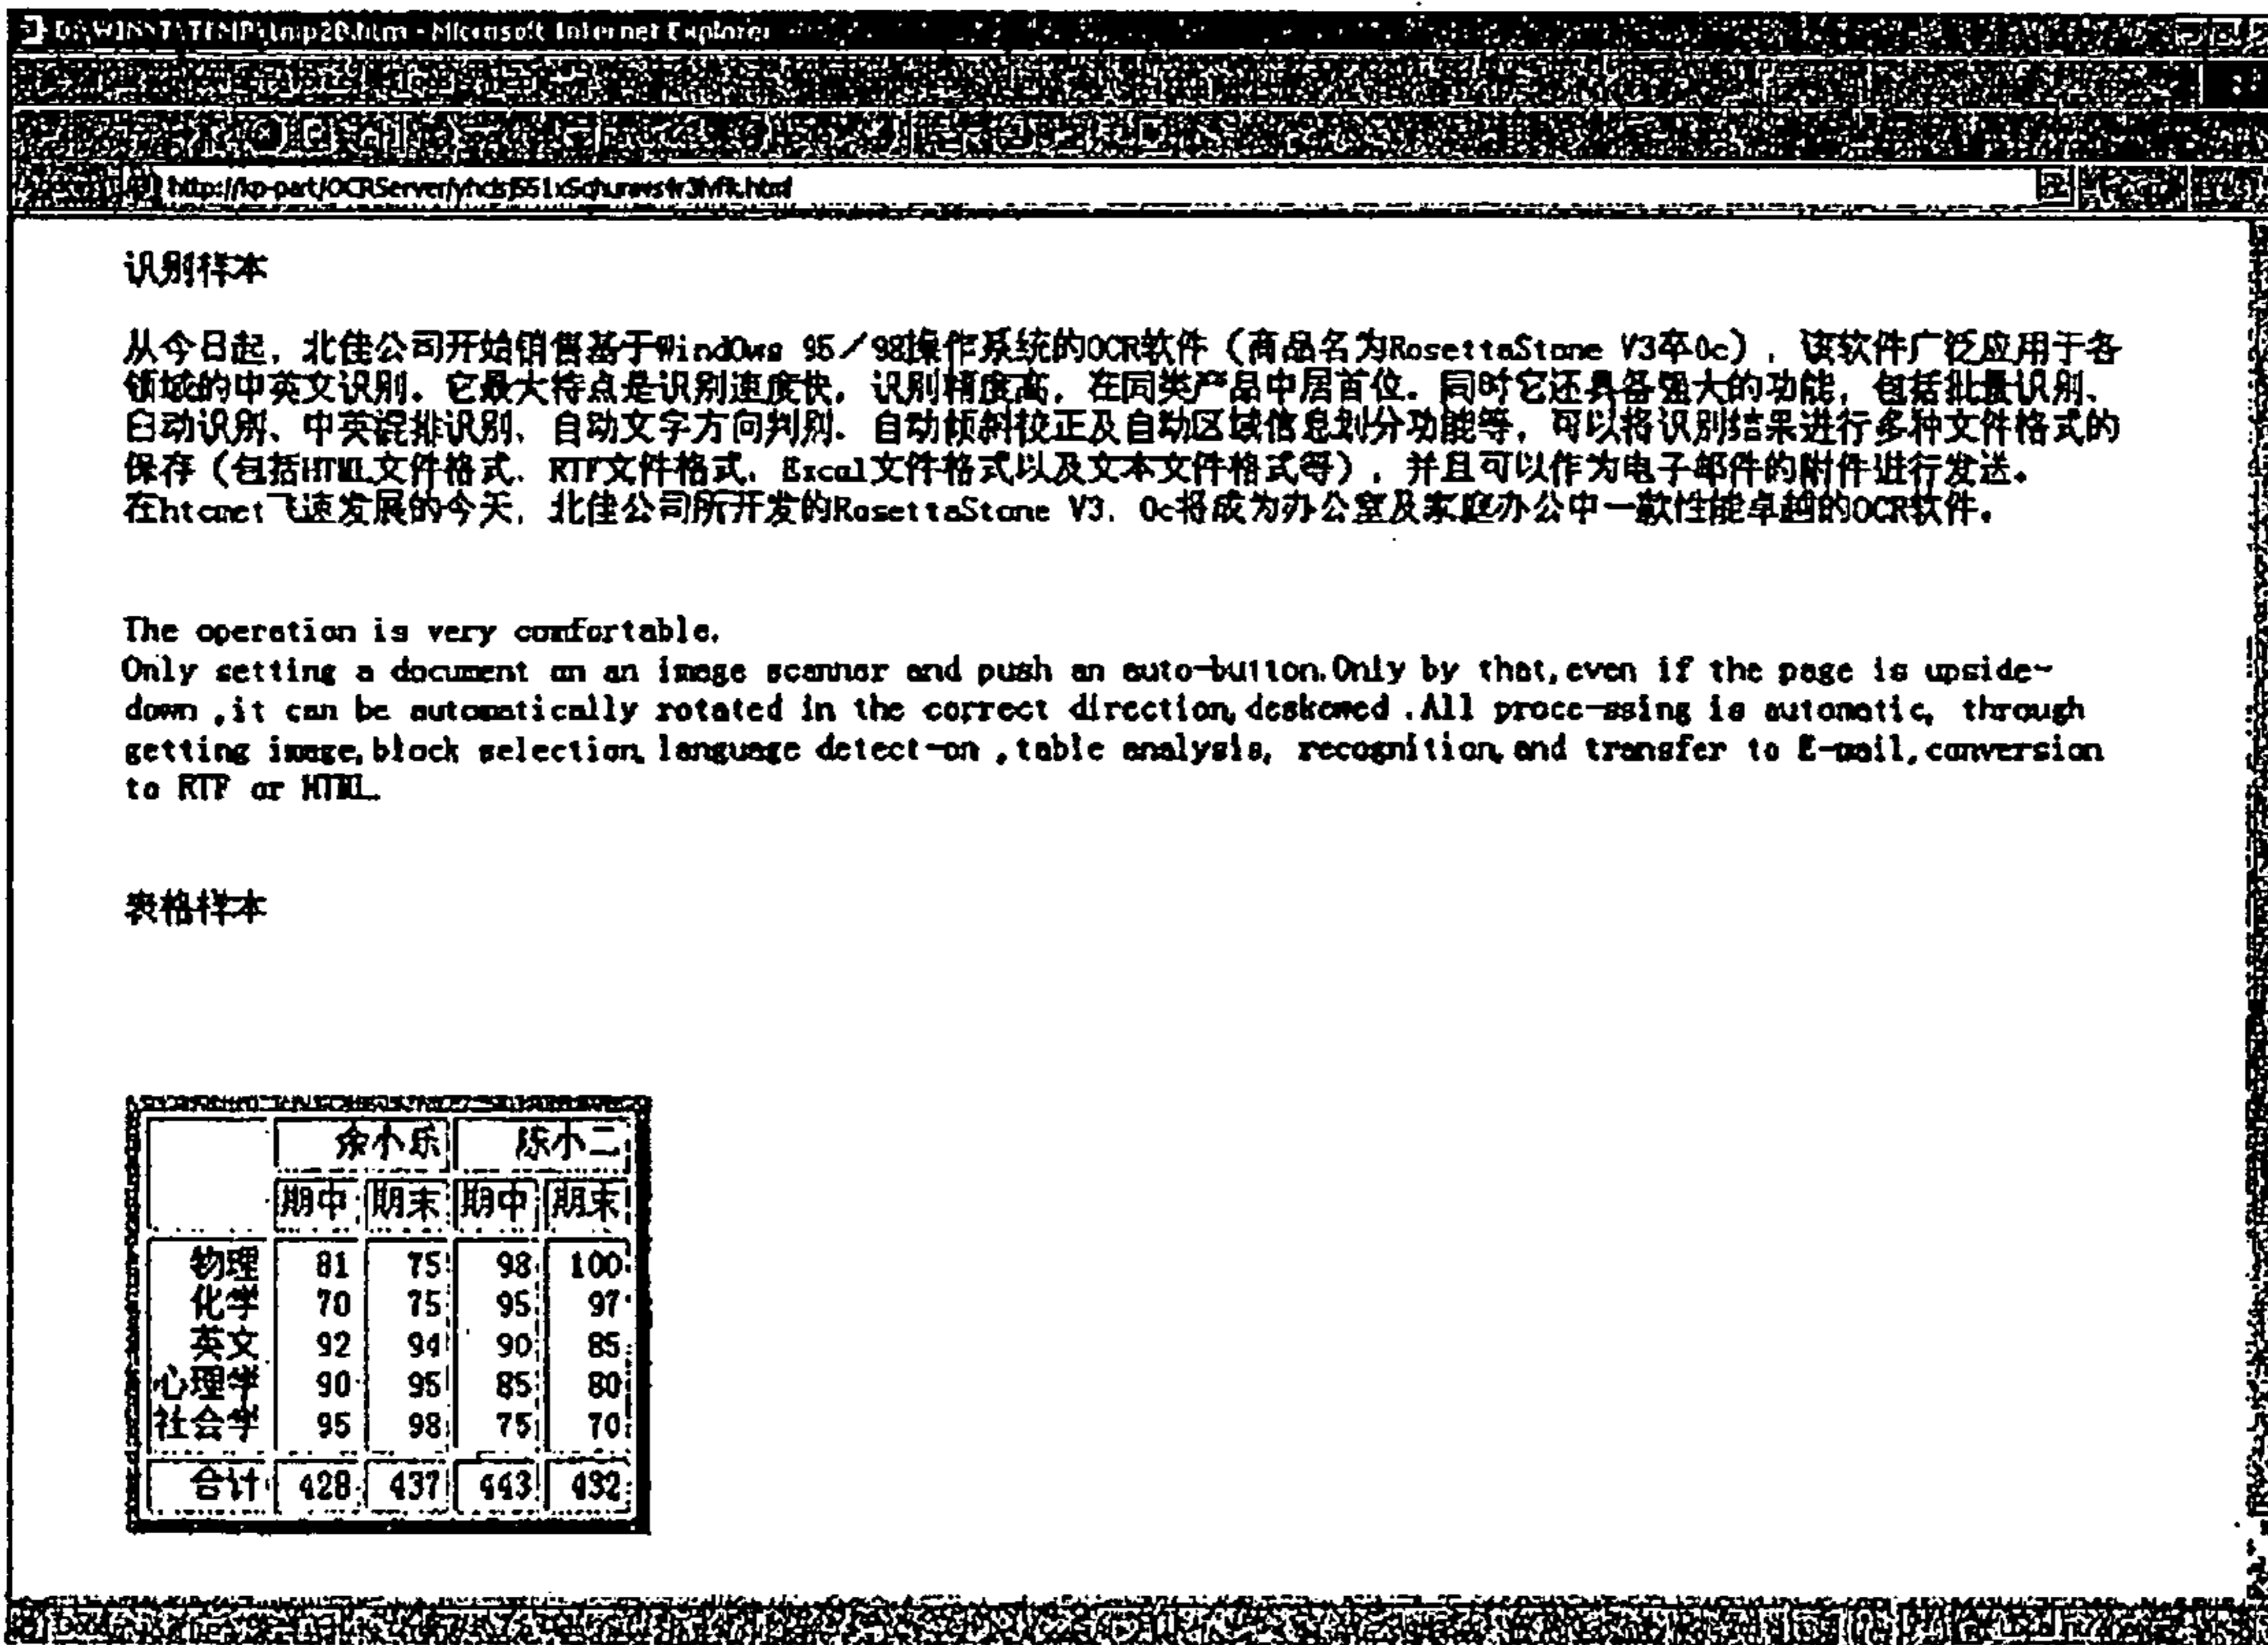 D:\WINNT\TEMP\tmp2B.htm - Microsoft Internet Explorer
识别样本
从今日起，北佳公司开始销售基于WindOws 95／98操作系统的OCR软件（商品名为RosettaStone V3卒0c），该软件广泛应用于各
领域的中英文识别。它最大特点是识别速度快，识别精度高，在同类产品中居首位．同时它还具备强大的功能，包括批量识别、
自动识别、中英混排识别、自动文字方向判别．自动倾斜校正及自动区域信息划分功能等，可以将识别结果进行多种文件格式的
保存（包括HTML文件格式、RTF文件格式、Excel文件格式以及文本文件格式等），并且可以作为电子邮件的附件进行发送。
在htcmet飞速发展的今天，北佳公司所开发的RosettaStone V3．0c将成为办公室及家庭办公中一款性能卓越的OCR软件．
The operation is very comfortable.
Only setting a document on an image scanner and push an auto-button.Only by that,even if the page is upside-
down ,it can be automatically rotated in the correct direction,deskewed .All proce-ssing is automatic, through
getting image,block selection,language detect-on ,table analysis, recognition,and transfer to E-mail,conversion
to RTF or HTML.
表格样本
余小乐 陈小二
期中 期末 期中 期末
物理 81 75 98 100
化学 70 75 95 97
英文 92 94 90 85
心理学 90 95 85 80
社会学 95 98 75 70
合计 428 437 443 432